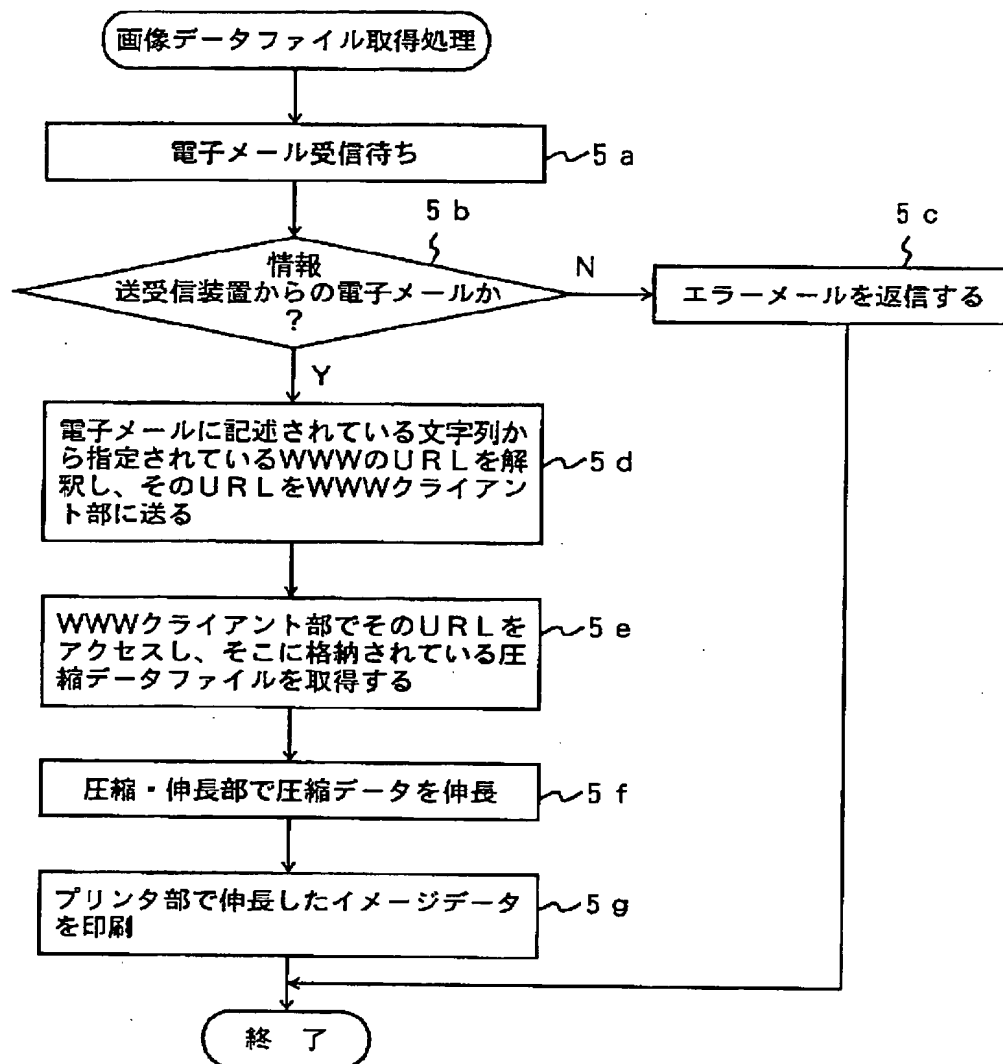 画像データファイル取得処理
電子メール受信待ち
5a
5b
情報
送受信装置からの電子メールか
?
N
5c
エラーメールを返信する
Y
電子メールに記述されている文字列か
ら指定されているWWWのURLを解
釈し、そのURLをWWWクライアン
ト部に送る
5d
WWWクライアント部でそのURLを
アクセスし、そこに格納されている圧
縮データファイルを取得する
5e
圧縮・伸長部で圧縮データを伸長
5f
プリンタ部で伸長したイメージデータ
を印刷
5g
終 了